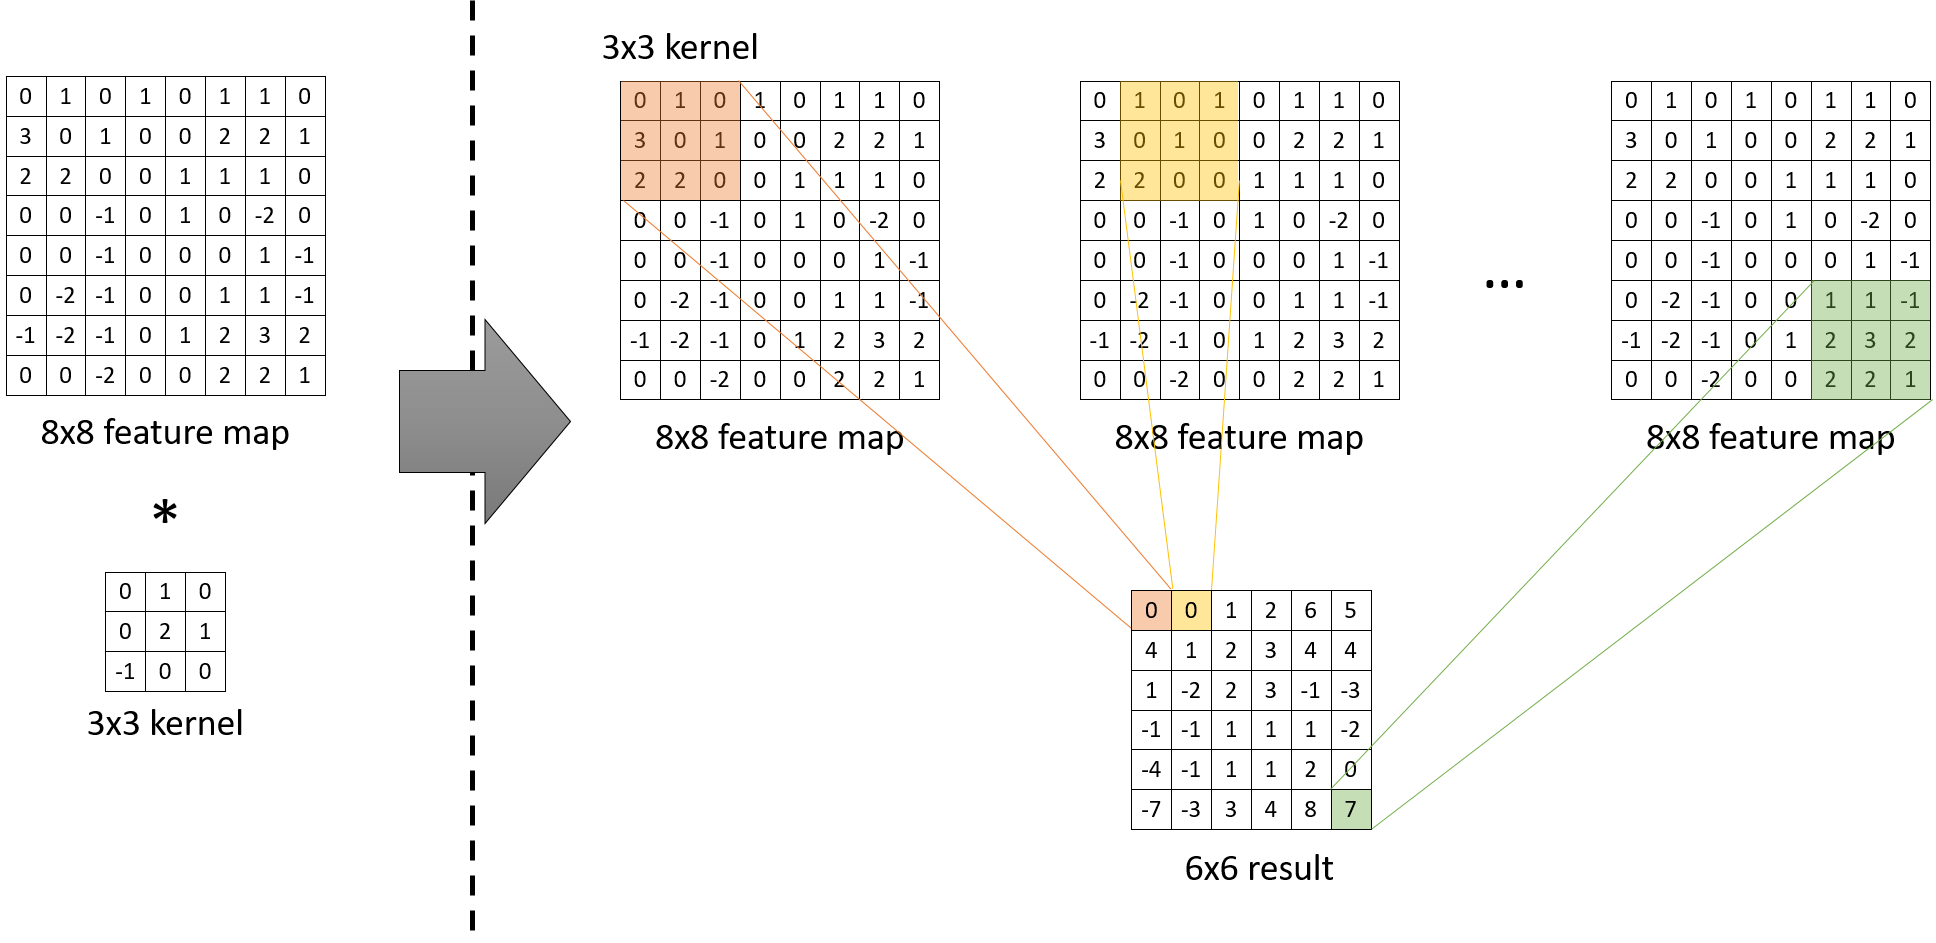 0 1 0 1 0 1 1 0
3 0 1 0 0 2 2 1
2 2 0 0 1 1 1 0
0 0 -1 0 1 0 -2 0
0 0 -1 0 0 0 1 -1
0 -2 -1 0 0 1 1 -1
-1 -2 -1 0 1 2 3 2
0 0 -2 0 0 2 2 1
8x8 feature map
*
0 1 0
0 2 1
-1 0 0
3x3 kernel
3x3 kernel
0 1 0 1 0 1 1 0
3 0 1 0 0 2 2 1
2 2 0 0 1 1 1 0
0 0 -1 0 1 0 -2 0
0 0 -1 0 0 0 1 -1
0 -2 -1 0 0 1 1 -1
-1 -2 -1 0 1 2 3 2
0 0 -2 0 0 2 2 1
8x8 feature map
0 1 0 1 0 1 1 0
3 0 1 0 0 2 2 1
2 2 0 0 1 1 1 0
0 0 -1 0 1 0 -2 0
0 0 -1 0 0 0 1 -1
0 -2 -1 0 0 1 1 -1
-1 -2 -1 0 1 2 3 2
0 0 -2 0 0 2 2 1
8x8 feature map
...
0 1 0 1 0 1 1 0
3 0 1 0 0 2 2 1
2 2 0 0 1 1 1 0
0 0 -1 0 1 0 -2 0
0 0 -1 0 0 0 1 -1
0 -2 -1 0 0 1 1 -1
-1 -2 -1 0 1 2 3 2
0 0 -2 0 0 2 2 1
8x8 feature map
0 0 1 2 6 5
4 1 2 3 4 4
1 -2 2 3 -1 -3
-1 -1 1 1 1 -2
-4 -1 1 1 2 0
-7 -3 3 4 8 7
6x6 result